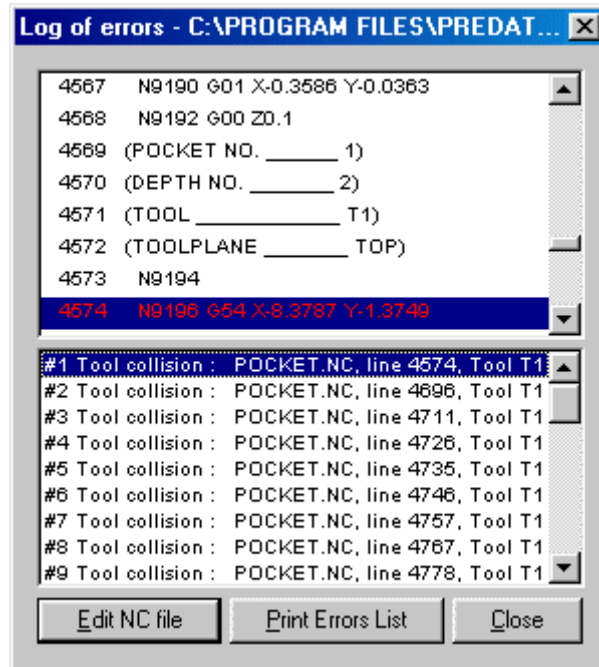 Log of errors - C:\PROGRAM FILES\PREDAT...
4567 N9190 G01 X-0.3586 Y-0.0363
4568 N9192 G00 Z0.1
4569 (POCKET NO. _______ 1)
4570 (DEPTH NO. _______ 2)
4571 (TOOL ____________ T1)
4572 (TOOLPLANE _______ TOP)
4573 N9194
4574 N9196 G54 X-8.3787 Y-1.3749
#1 Tool collision : POCKET.NC, line 4574, Tool T1
#2 Tool collision : POCKET.NC, line 4696, Tool T1
#3 Tool collision : POCKET.NC, line 4711, Tool T1
#4 Tool collision : POCKET.NC, line 4726, Tool T1
#5 Tool collision : POCKET.NC, line 4735, Tool T1
#6 Tool collision : POCKET.NC, line 4746, Tool T1
#7 Tool collision : POCKET.NC, line 4757, Tool T1
#8 Tool collision : POCKET.NC, line 4767, Tool T1
#9 Tool collision : POCKET.NC, line 4778, Tool T1
Edit NC file Print Errors List Close